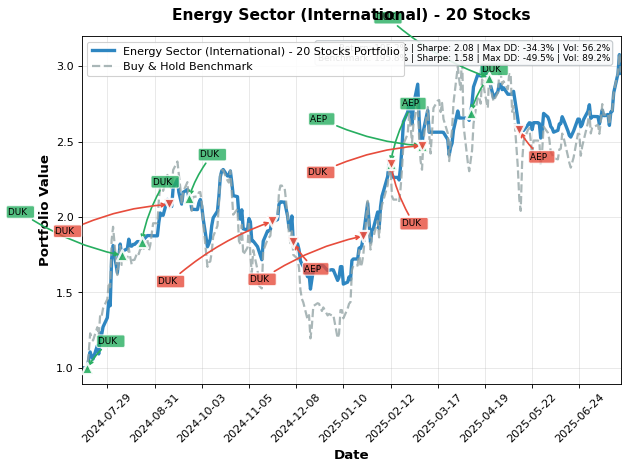 Energy Sector (International) - 20 Stocks
DUK
Energy Sector (International) - 20 Stocks Portfolio
Buy & Hold Benchmark
% | Sharpe: 2.08 | Max DD: -34.3% | Vol: 56.2%
% | Sharpe: 1.58 | Max DD: -49.5% | Vol: 89.2%
DUK
AEP
AEP
DUK
AEP
DUK
DUK
DUK
DUK
DUK
DUK
AEP
DUK
DUK
DUK
3.0
2.5
2.0
1.5
1.0
Portfolio Value
2024-07-29
2024-08-31
2024-10-03
2024-11-05
2024-12-08
2025-01-10
2025-02-12
2025-03-17
2025-04-19
2025-05-22
2025-06-24
Date